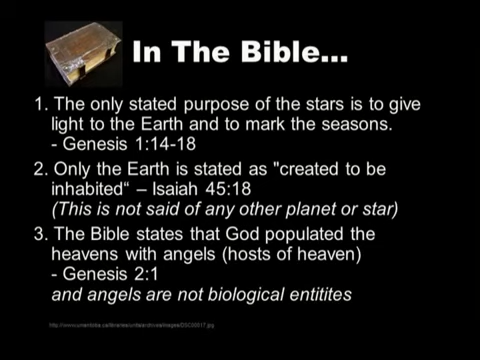 In The Bible...
1. The only stated purpose of the stars is to give
light to the Earth and to mark the seasons.
- Genesis 1:14-18
2. Only the Earth is stated as "created to be
inhabited“ – Isaiah 45:18
(This is not said of any other planet or star)
3. The Bible states that God populated the
heavens with angels (hosts of heaven)
- Genesis 2:1
and angels are not biological entitites